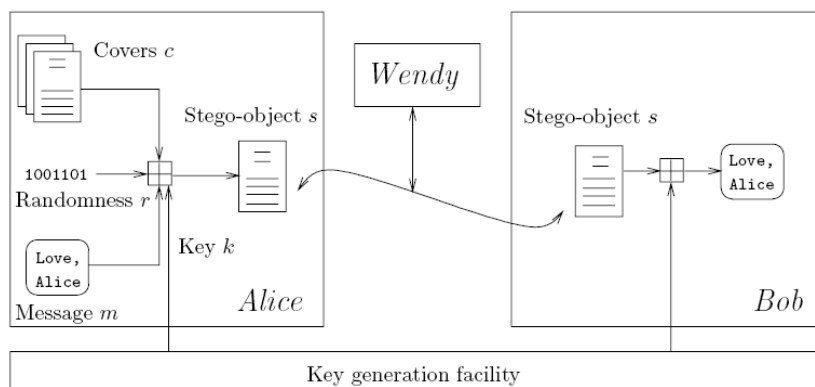 Covers c
Stego-object s
1001101
Randomness r
Key k
Love,
Alice
Message m
Alice
Wendy
Stego-object s
Love,
Alice
Bob
Key generation facility